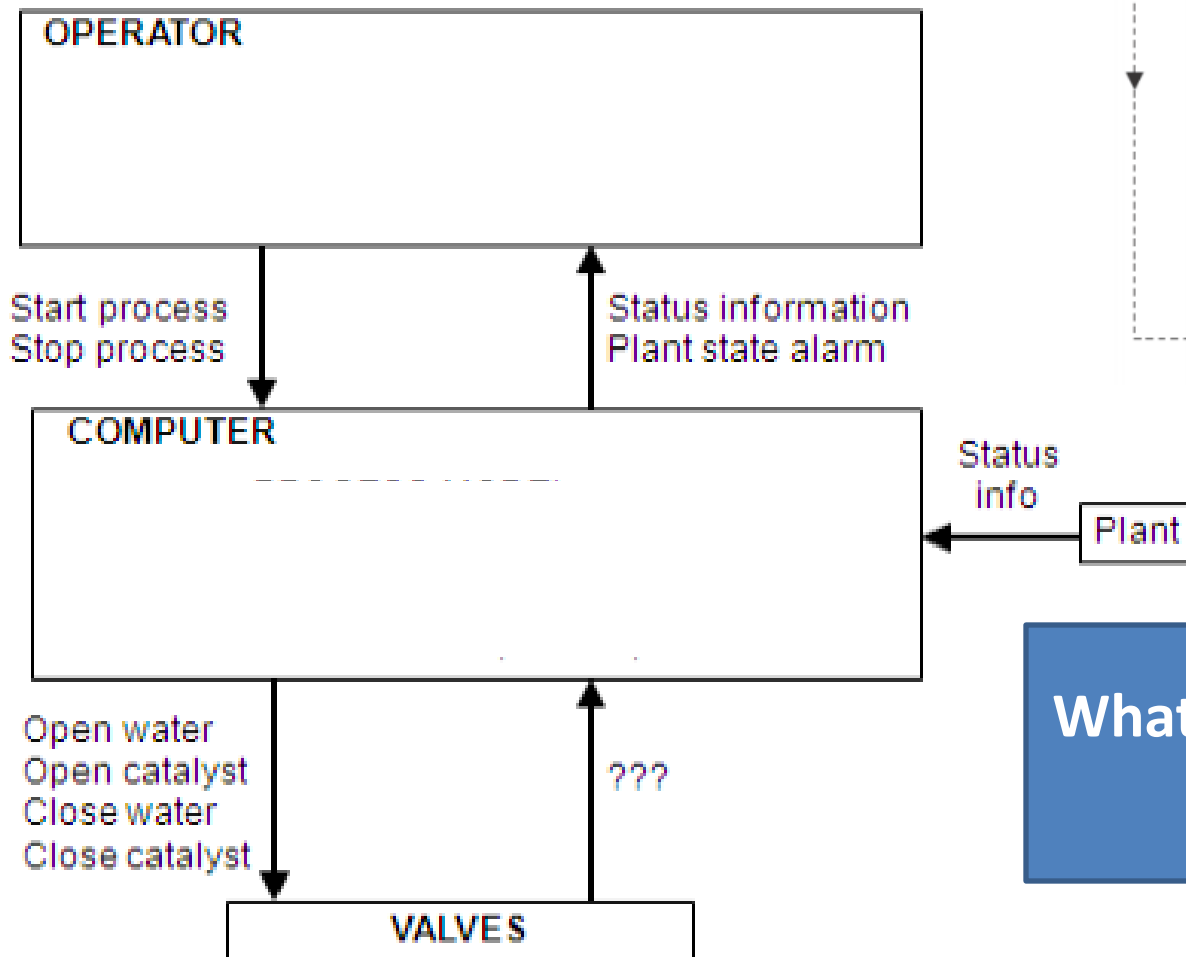 OPERATOR
Start process
Stop process
Status information
Plant state alarm
COMPUTER
Status
info
Plant
What
Open water
Open catalyst
Close water
Close catalyst
???
VALVES